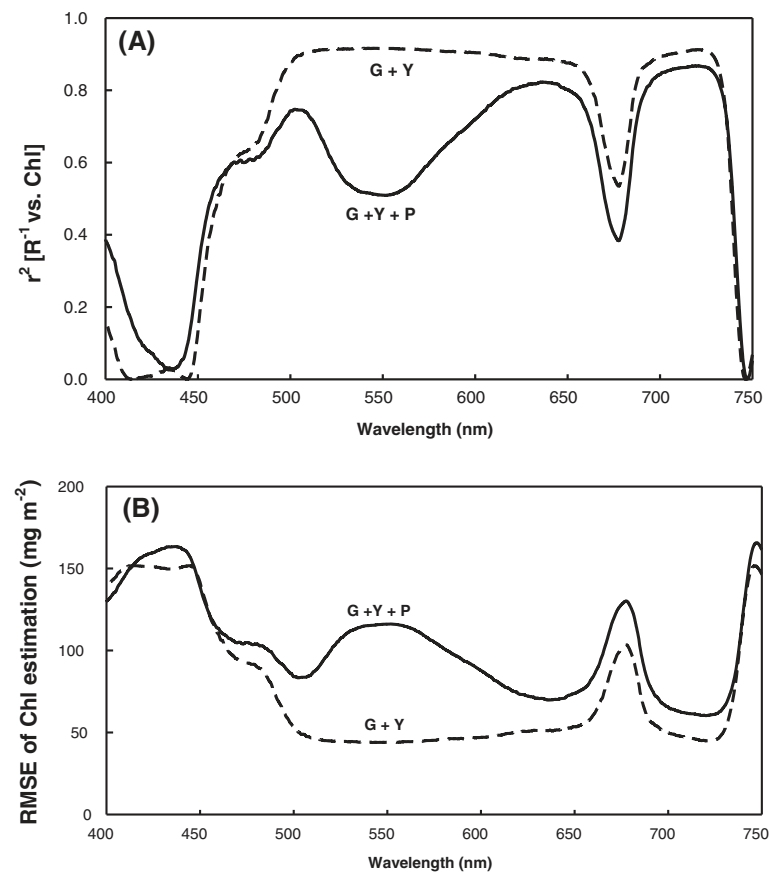 (A)
1.0
0.8
0.6
0.4
0.2
0.0
r² [R⁻¹ vs. Chl]
G + Y
G +Y + P
400 450 500 550 600 650 700 750
Wavelength (nm)
(B)
200
150
100
50
0
RMSE of Chl estimation (mg m⁻²)
G +Y + P
G + Y
400 450 500 550 600 650 700 750
Wavelength (nm)